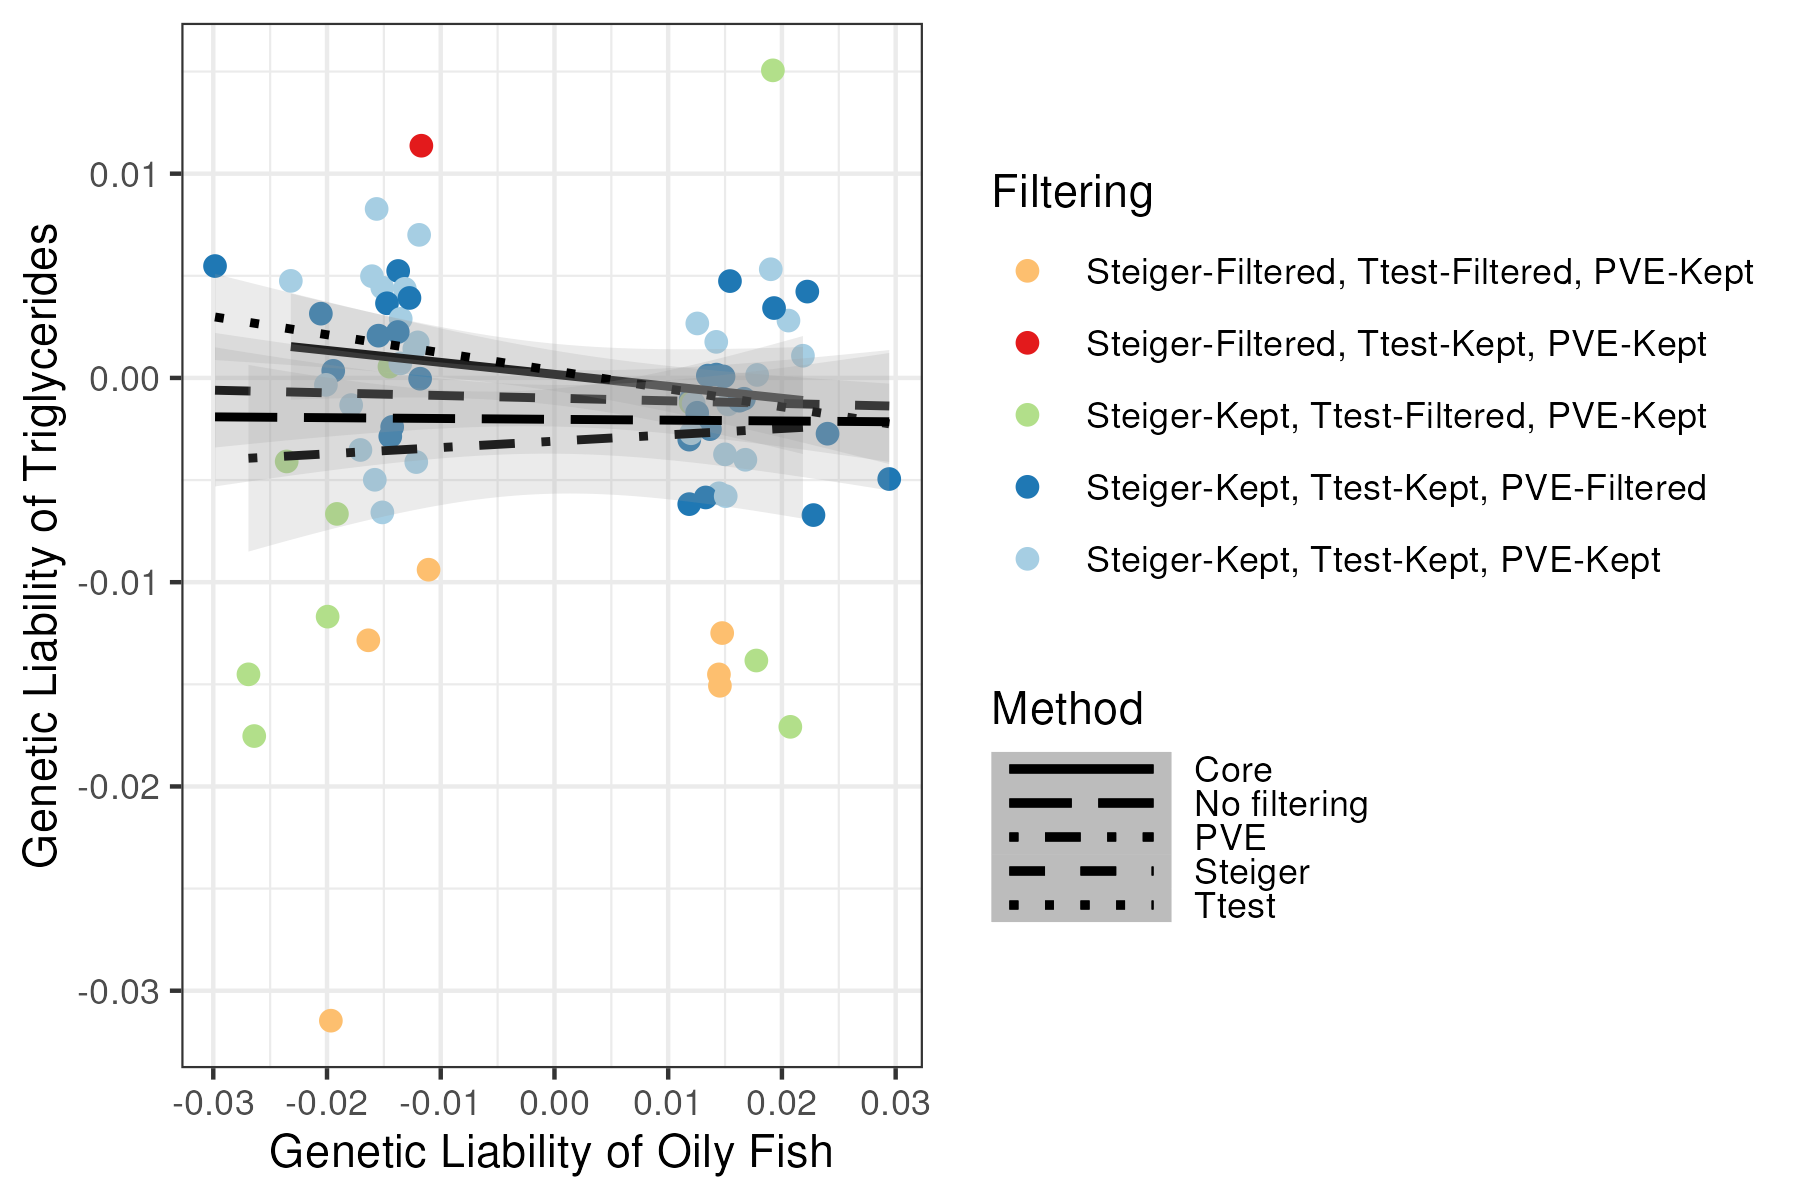 Genetic Liability of Triglycerides
0.01
0.00
-0.01
-0.02
-0.03
-0.03
-0.02
-0.01
0.00
0.01
0.02
0.03
Genetic Liability of Oily Fish
Filtering
Steiger-Filtered, Ttest-Filtered, PVE-Kept
Steiger-Filtered, Ttest-Kept, PVE-Kept
Steiger-Kept, Ttest-Filtered, PVE-Kept
Steiger-Kept, Ttest-Kept, PVE-Filtered
Steiger-Kept, Ttest-Kept, PVE-Kept
Method
Core
No filtering
PVE
Steiger
Ttest